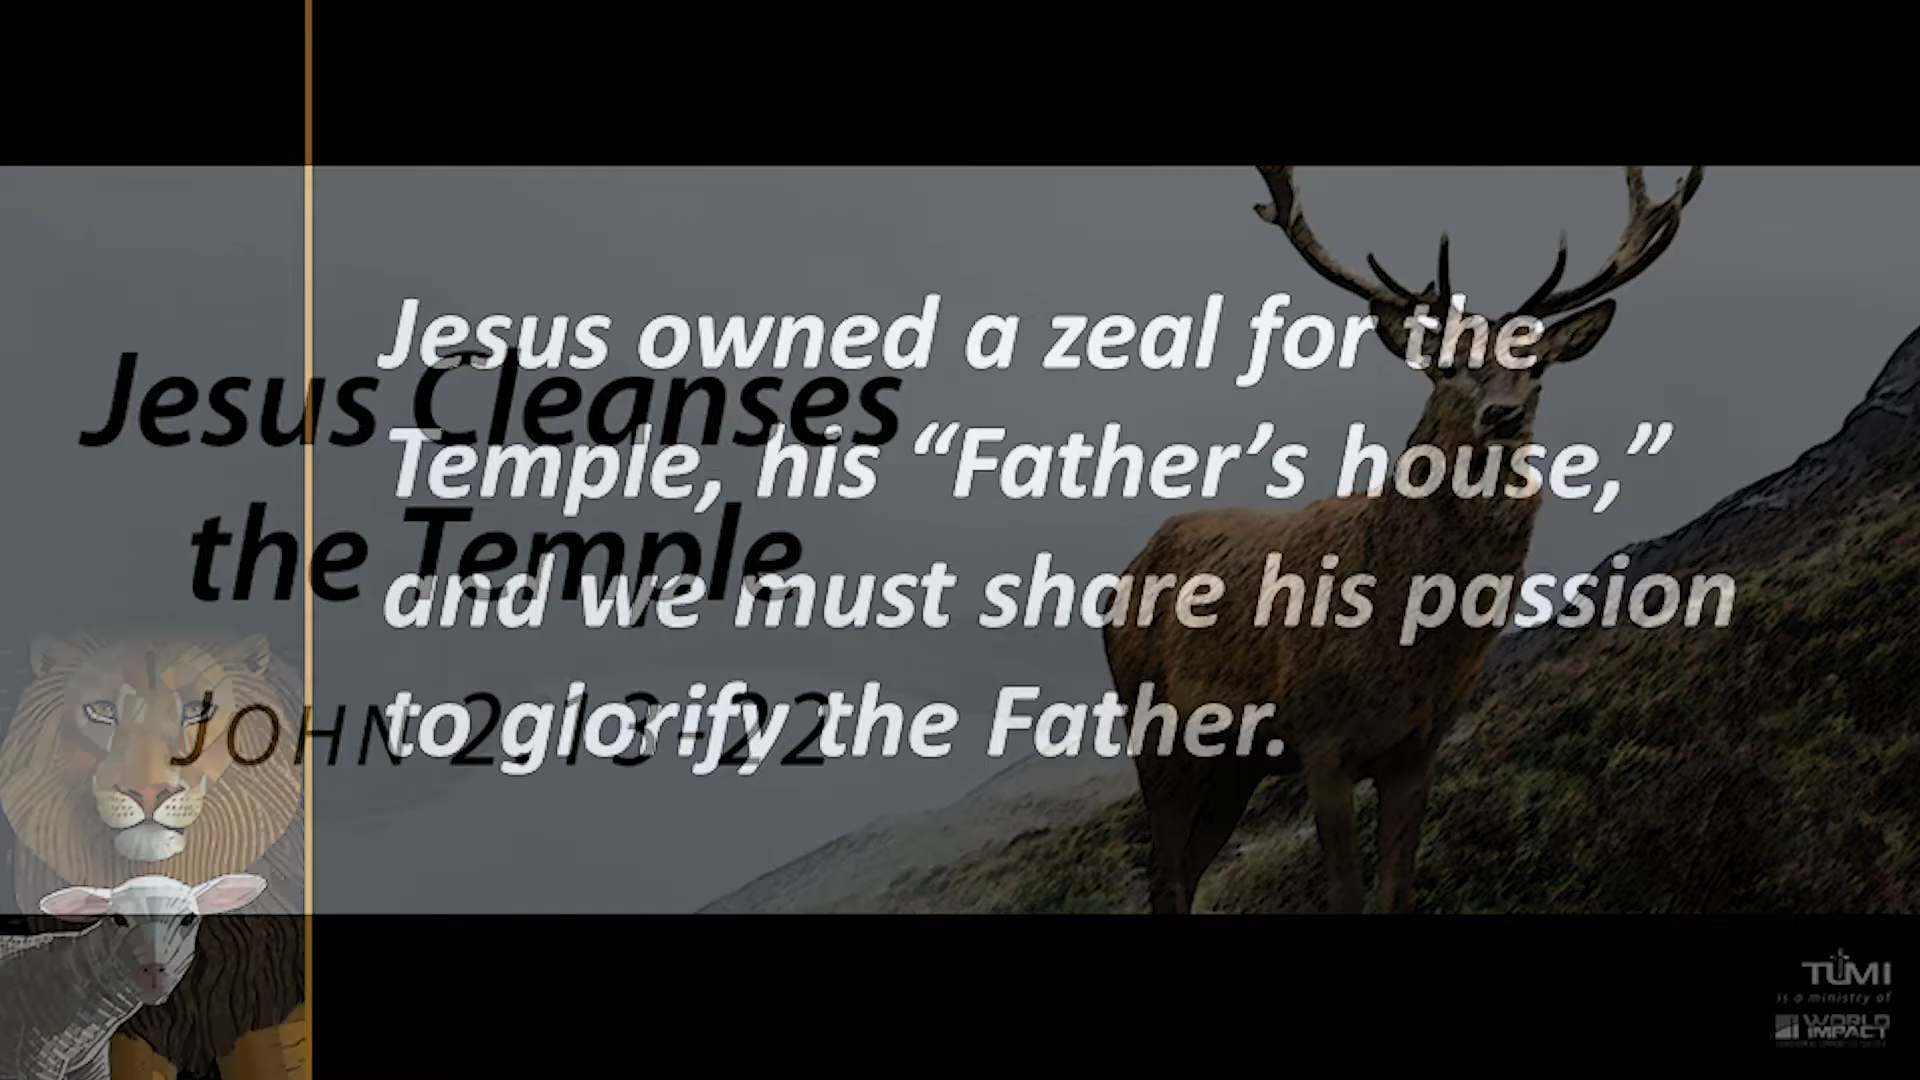 Jesus Cleanses
the Temple
JOHN 2:13-22
Jesus owned a zeal for the
Temple, his “Father’s house,”
and we must share his passion
to glorify the Father.
TUMI
is a ministry of
WORLD
IMPACT